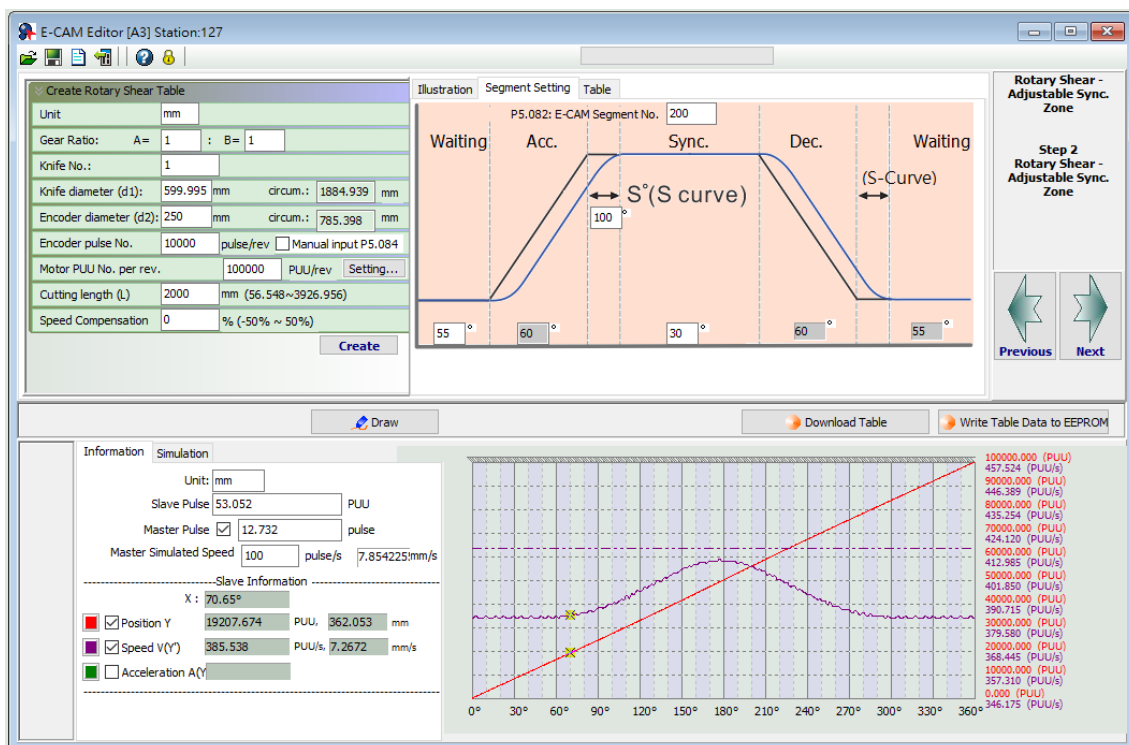 E-CAM Editor [A3] Station:127
Create Rotary Shear Table
Unit mm
Gear Ratio: A= 1 : B= 1
Knife No.: 1
Knife diameter (d1): 599.995 mm circum.: 1884.939 mm
Encoder diameter (d2): 250 mm circum.: 785.398 mm
Encoder pulse No. 10000 pulse/rev Manual input P5.084
Motor PUU No. per rev. 100000 PUU/rev Setting...
Cutting length (L) 2000 mm (56.548~3926.956)
Speed Compensation 0 % (-50% ~ 50%)
Create
Illustration Segment Setting Table
P5.082: E-CAM Segment No. 200
Waiting Acc. Sync. Dec. Waiting
S°(S curve)
(S-Curve)
100 °
55 ° 60 ° 30 ° 60 ° 55 °
Rotary Shear -
Adjustable Sync.
Zone
Step 2
Rotary Shear -
Adjustable Sync.
Zone
Previous Next
Draw Download Table Write Table Data to EEPROM
Information Simulation
Unit: mm
Slave Pulse 53.052 PUU
Master Pulse 12.732 pulse
Master Simulated Speed 100 pulse/s 7.854225!mm/s
Slave Information
X : 70.65°
Position Y 19207.674 PUU, 362.053 mm
Speed V(Y') 385.538 PUU/s, 7.2672 mm/s
Acceleration A(Y
100000.000 (PUU)
457.524 (PUU/s)
90000.000 (PUU)
446.389 (PUU/s)
80000.000 (PUU)
435.254 (PUU/s)
70000.000 (PUU)
424.120 (PUU/s)
60000.000 (PUU)
412.985 (PUU/s)
50000.000 (PUU)
401.850 (PUU/s)
40000.000 (PUU)
390.715 (PUU/s)
30000.000 (PUU)
379.580 (PUU/s)
20000.000 (PUU)
368.445 (PUU/s)
10000.000 (PUU)
357.310 (PUU/s)
0.000 (PUU)
346.175 (PUU/s)
0° 30° 60° 90° 120° 150° 180° 210° 240° 270° 300° 330° 360°